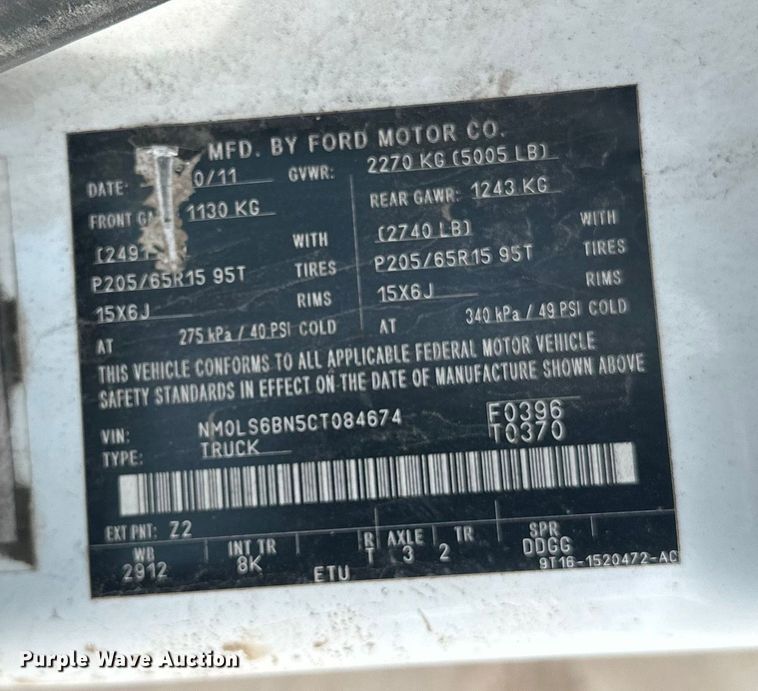 MFD. BY FORD MOTOR CO.
DATE: 0/11 GVWR: 2270 KG (5005 LB)
FRONT 1130 KG REAR GAWR: 1243 KG
WITH (2740 LB) WITH
P205/65R15 95T TIRES P205/65R15 95T TIRES
15X6J RIMS 15X6J RIMS
AT 275 kPa / 40 PSI COLD AT 340 kPa / 49 PSI COLD
THIS VEHICLE CONFORMS TO ALL APPLICABLE FEDERAL MOTOR VEHICLE
SAFETY STANDARDS IN EFFECT ON THE DATE OF MANUFACTURE SHOWN ABOVE
VIN: NM0LS6BN5CT084674 F0396
TYPE: TRUCK T0370
EXT PNT: Z2
WB INT TR R AXLE TR SPR
2912 8K T 3 2 DDGG
ETU 9T16-1520472-AC
Purple Wave Auction